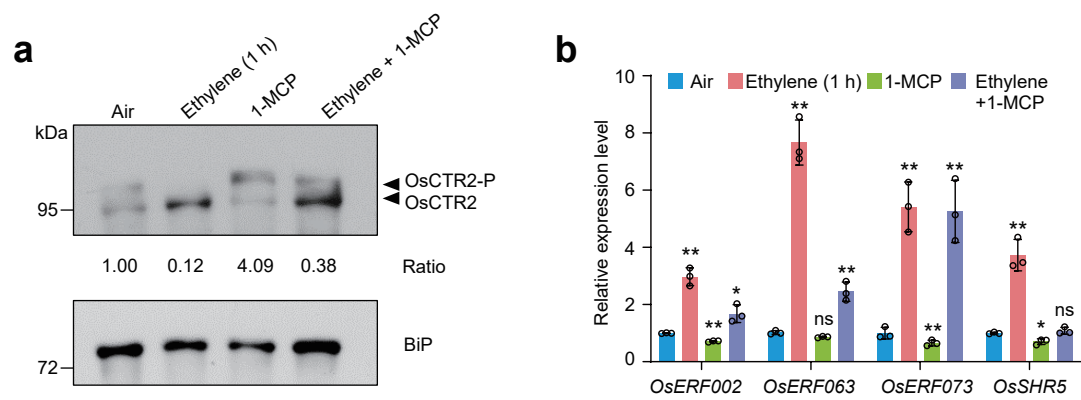 a
Air
Ethylene (1 h)
1-MCP
Ethylene + 1-MCP
kDa
OsCTR2-P
OsCTR2
95
1.00 0.12 4.09 0.38 Ratio
BiP
72
b
Air Ethylene (1 h) 1-MCP Ethylene
+1-MCP
Relative expression level
10
8
6
4
2
0
** ** *
** ns **
** ** **
** * ns
OsERF002 OsERF063 OsERF073 OsSHR5